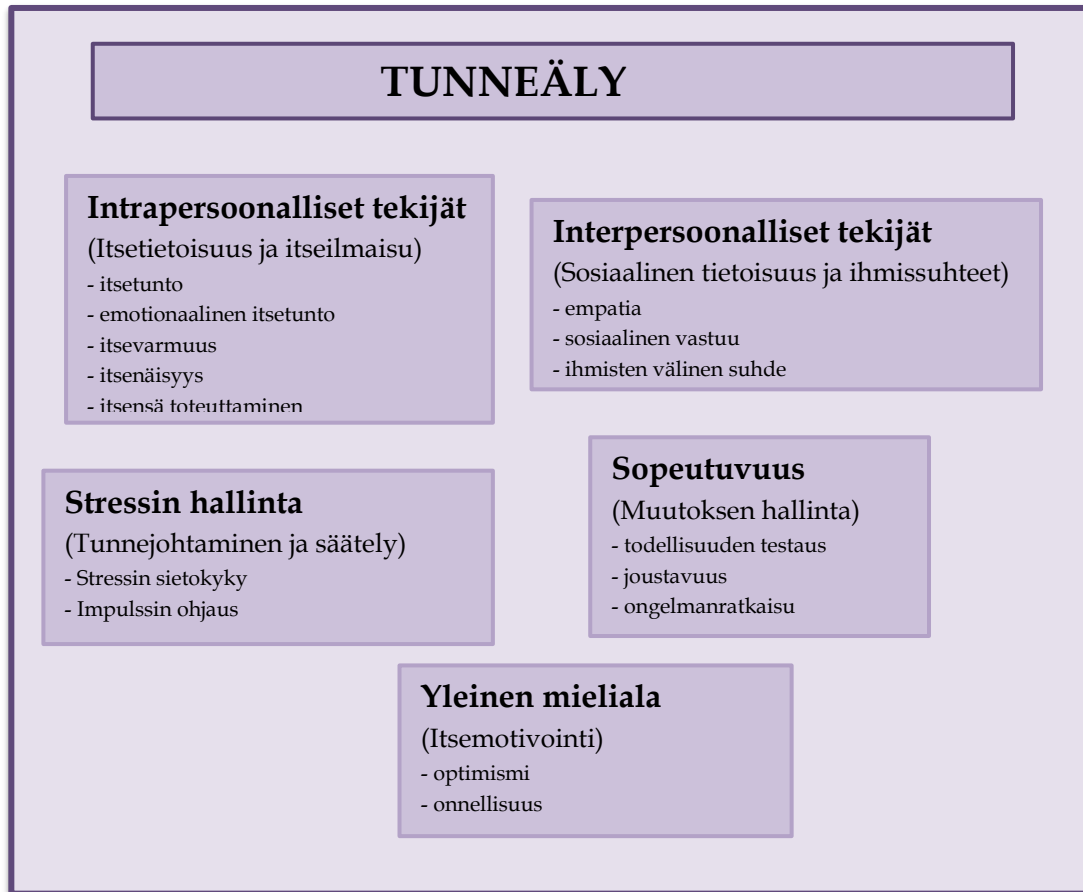 TUNNEÄLY
Intrapersoonalliset tekijät
(Itsetietoisuus ja itseilmaisu)
- itsetunto
- emotionaalinen itsetunto
- itsevarmuus
- itsenäisyys
- itsensä toteuttaminen
Interpersoonalliset tekijät
(Sosiaalinen tietoisuus ja ihmissuhteet)
- empatia
- sosiaalinen vastuu
- ihmisten välinen suhde
Stressin hallinta
(Tunnejohtaminen ja säätely)
- Stressin sietokyky
- Impulssin ohjaus
Sopeutuvuus
(Muutoksen hallinta)
- todellisuuden testaus
- joustavuus
- ongelmanratkaisu
Yleinen mieliala
(Itsemotivointi)
- optimismi
- onnellisuus